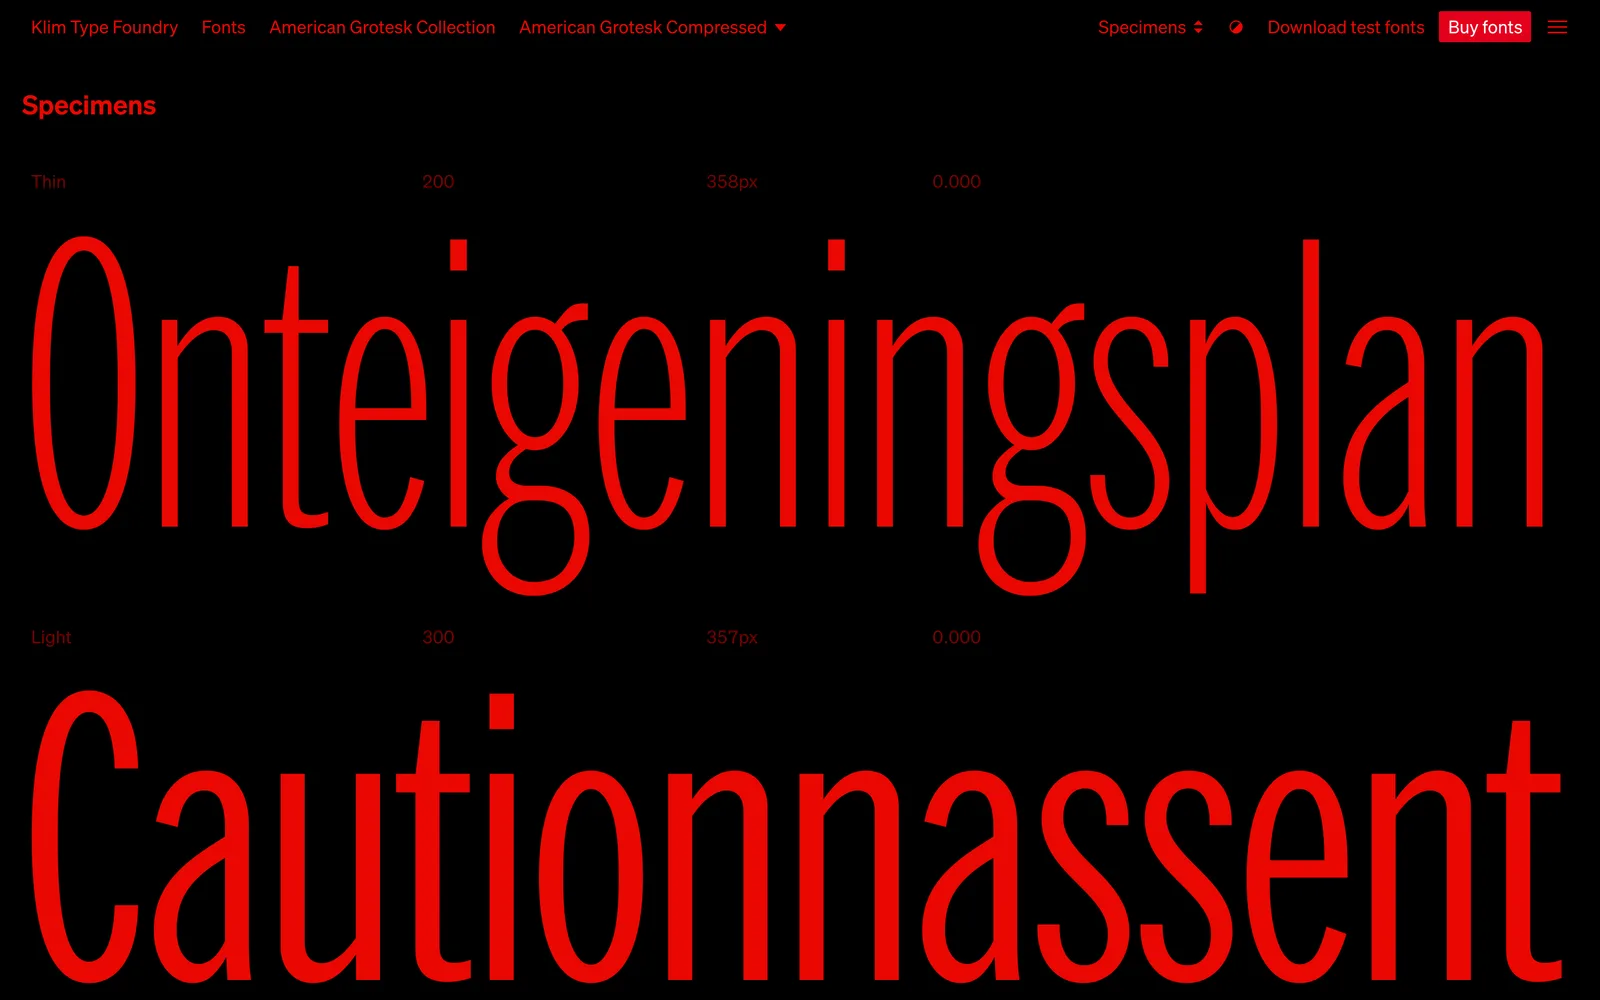 Klim Type Foundry Fonts American Grotesk Collection American Grotesk Compressed Specimens Download test fonts Buy fonts
Specimens
Thin 200 358px 0.000
Onteigeningsplan
Light 300 357px 0.000
Cautionnassent